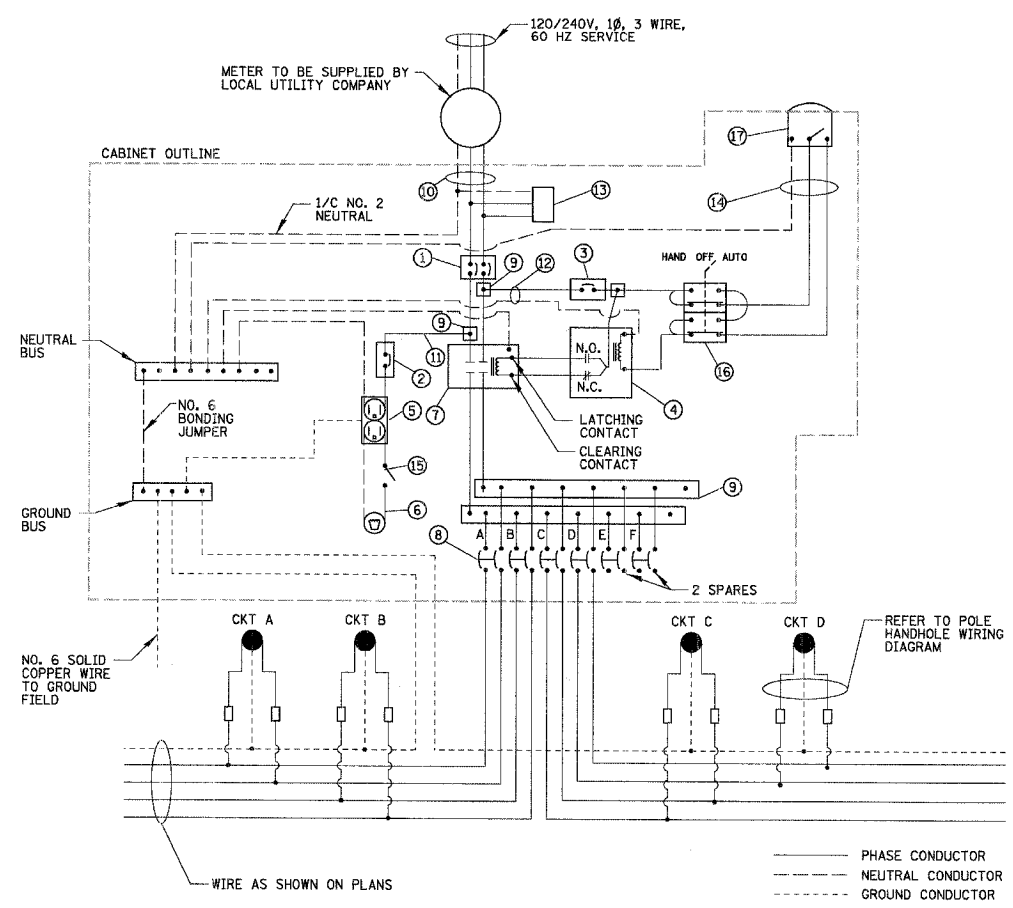 120/240V, 1Ø, 3 WIRE,
60 HZ SERVICE
METER TO BE SUPPLIED BY
LOCAL UTILITY COMPANY
17
CABINET OUTLINE
10
13
14
1/C NO. 2
NEUTRAL
1
9
12
3
HAND OFF AUTO
9
11
NEUTRAL
BUS
2
7
N.O.
N.C.
4
16
5
NO. 6
BONDING
JUMPER
LATCHING
CONTACT
CLEARING
CONTACT
15
9
GROUND
BUS
6
8
A B C D E F
2 SPARES
CKT A
CKT B
CKT C
CKT D
REFER TO POLE
HANDHOLE WIRING
DIAGRAM
NO. 6 SOLID
COPPER WIRE
TO GROUND
FIELD
WIRE AS SHOWN ON PLANS
PHASE CONDUCTOR
NEUTRAL CONDUCTOR
GROUND CONDUCTOR